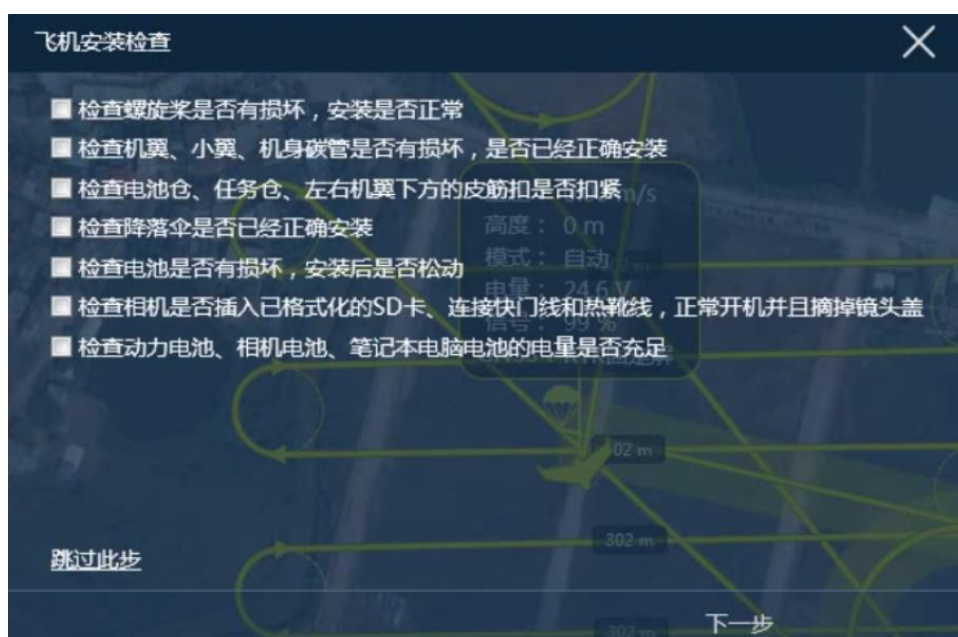 飞机安装检查
检查螺旋桨是否有损坏，安装是否正常
检查机翼、小翼、机身碳管是否有损坏，是否已经正确安装
检查电池仓、任务仓、左右机翼下方的皮筋扣是否扣紧
m/s
检查降落伞是否已经正确安装
高度： 0 m
检查电池是否有损坏，安装后是否松动
模式： 自动
电量： 24.6 V
检查相机是否插入已格式化的SD卡、连接快门线和热靴线，正常开机并且摘掉镜头盖
信号： 99 %
检查动力电池、相机电池、笔记本电脑电池的电量是否充足
02 m
302 m
跳过此步
下一步
302 m